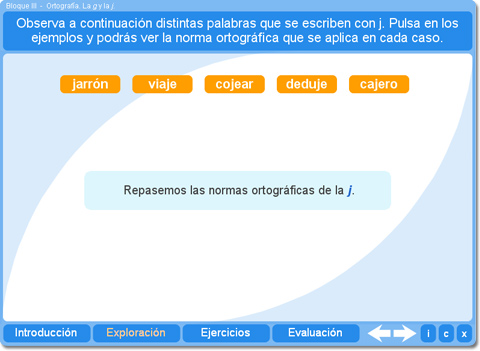 Bloque III - Ortografía. La g y la j.
Observa a continuación distintas palabras que se escriben con j. Pulsa en los
ejemplos y podrás ver la norma ortográfica que se aplica en cada caso.
jarrón viaje cojear deduje cajero
Repasemos las normas ortográficas de la j.
Introducción Exploración Ejercicios Evaluación i c x